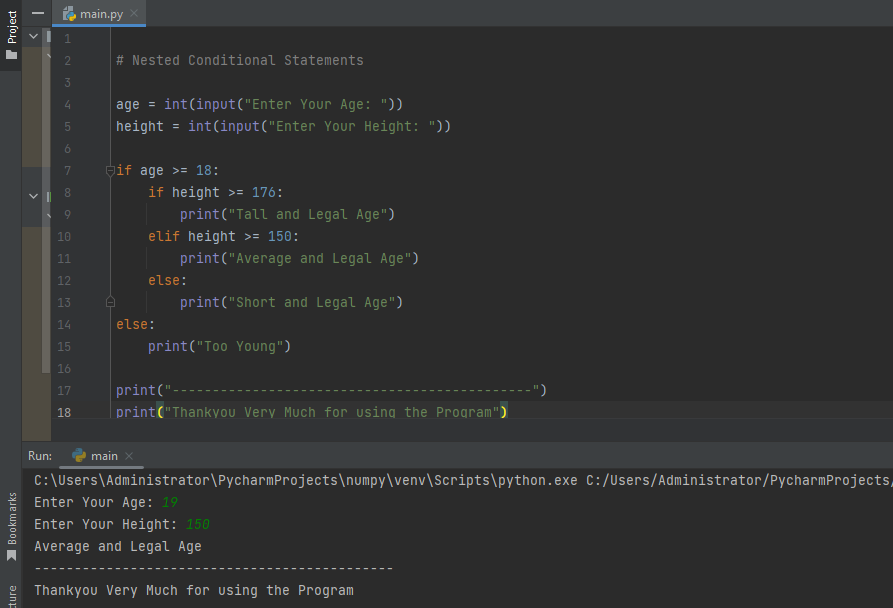 Project
main.py
1
2 # Nested Conditional Statements
3
4 age = int(input("Enter Your Age: "))
5 height = int(input("Enter Your Height: "))
6
7 if age >= 18:
8     if height >= 176:
9         print("Tall and Legal Age")
10     elif height >= 150:
11         print("Average and Legal Age")
12     else:
13         print("Short and Legal Age")
14 else:
15     print("Too Young")
16
17 print("---------------------------------------------")
18 print("Thankyou Very Much for using the Program")
Run: main
C:\Users\Administrator\PycharmProjects\numpy\venv\Scripts\python.exe C:/Users/Administrator/PycharmProjects/
Enter Your Age: 19
Enter Your Height: 150
Average and Legal Age
---------------------------------------------
Thankyou Very Much for using the Program
Bookmarks